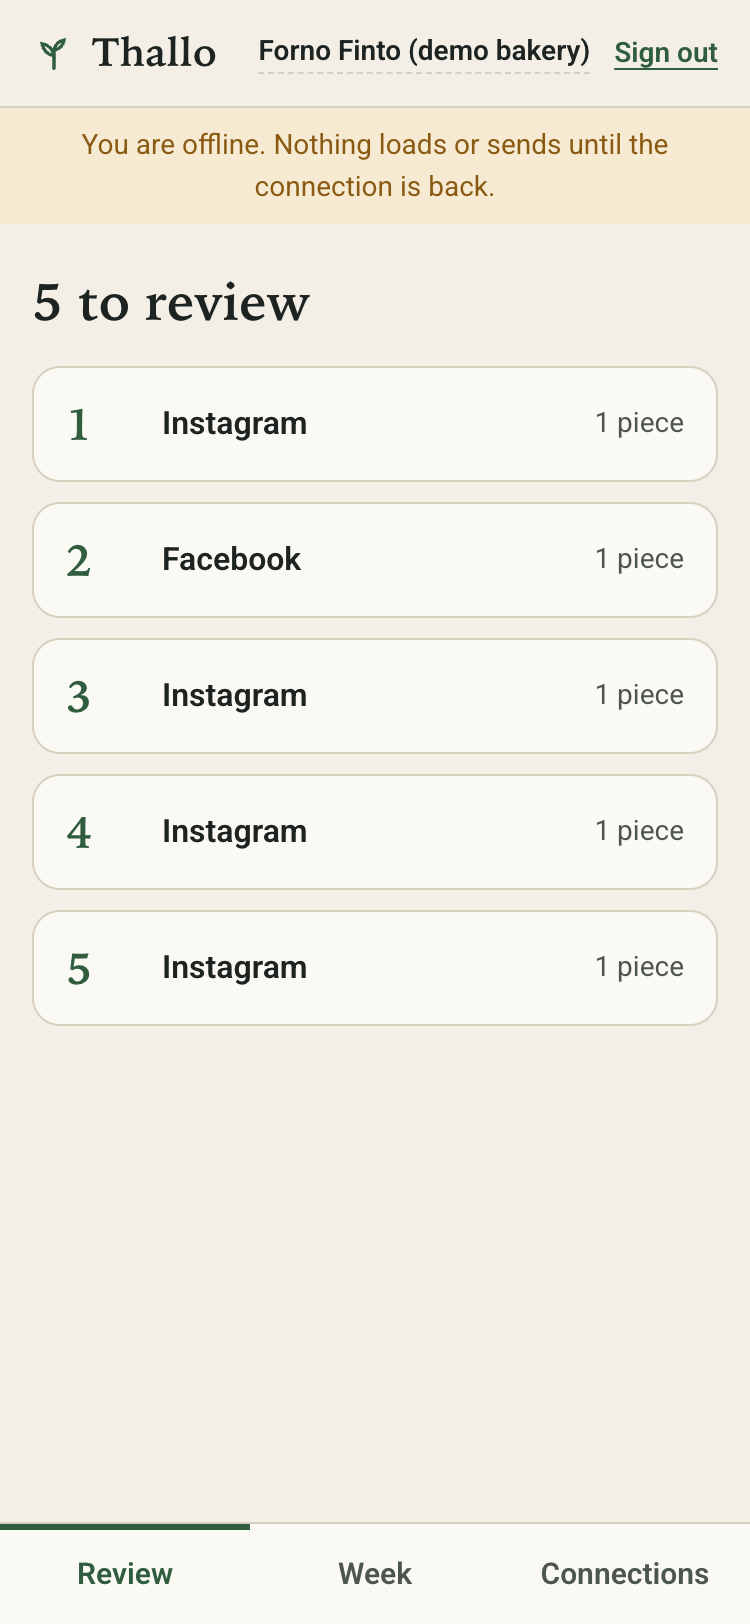 Thallo Forno Finto (demo bakery) Sign out
You are offline. Nothing loads or sends until the
connection is back.
5 to review
1 Instagram 1 piece
2 Facebook 1 piece
3 Instagram 1 piece
4 Instagram 1 piece
5 Instagram 1 piece
Review Week Connections